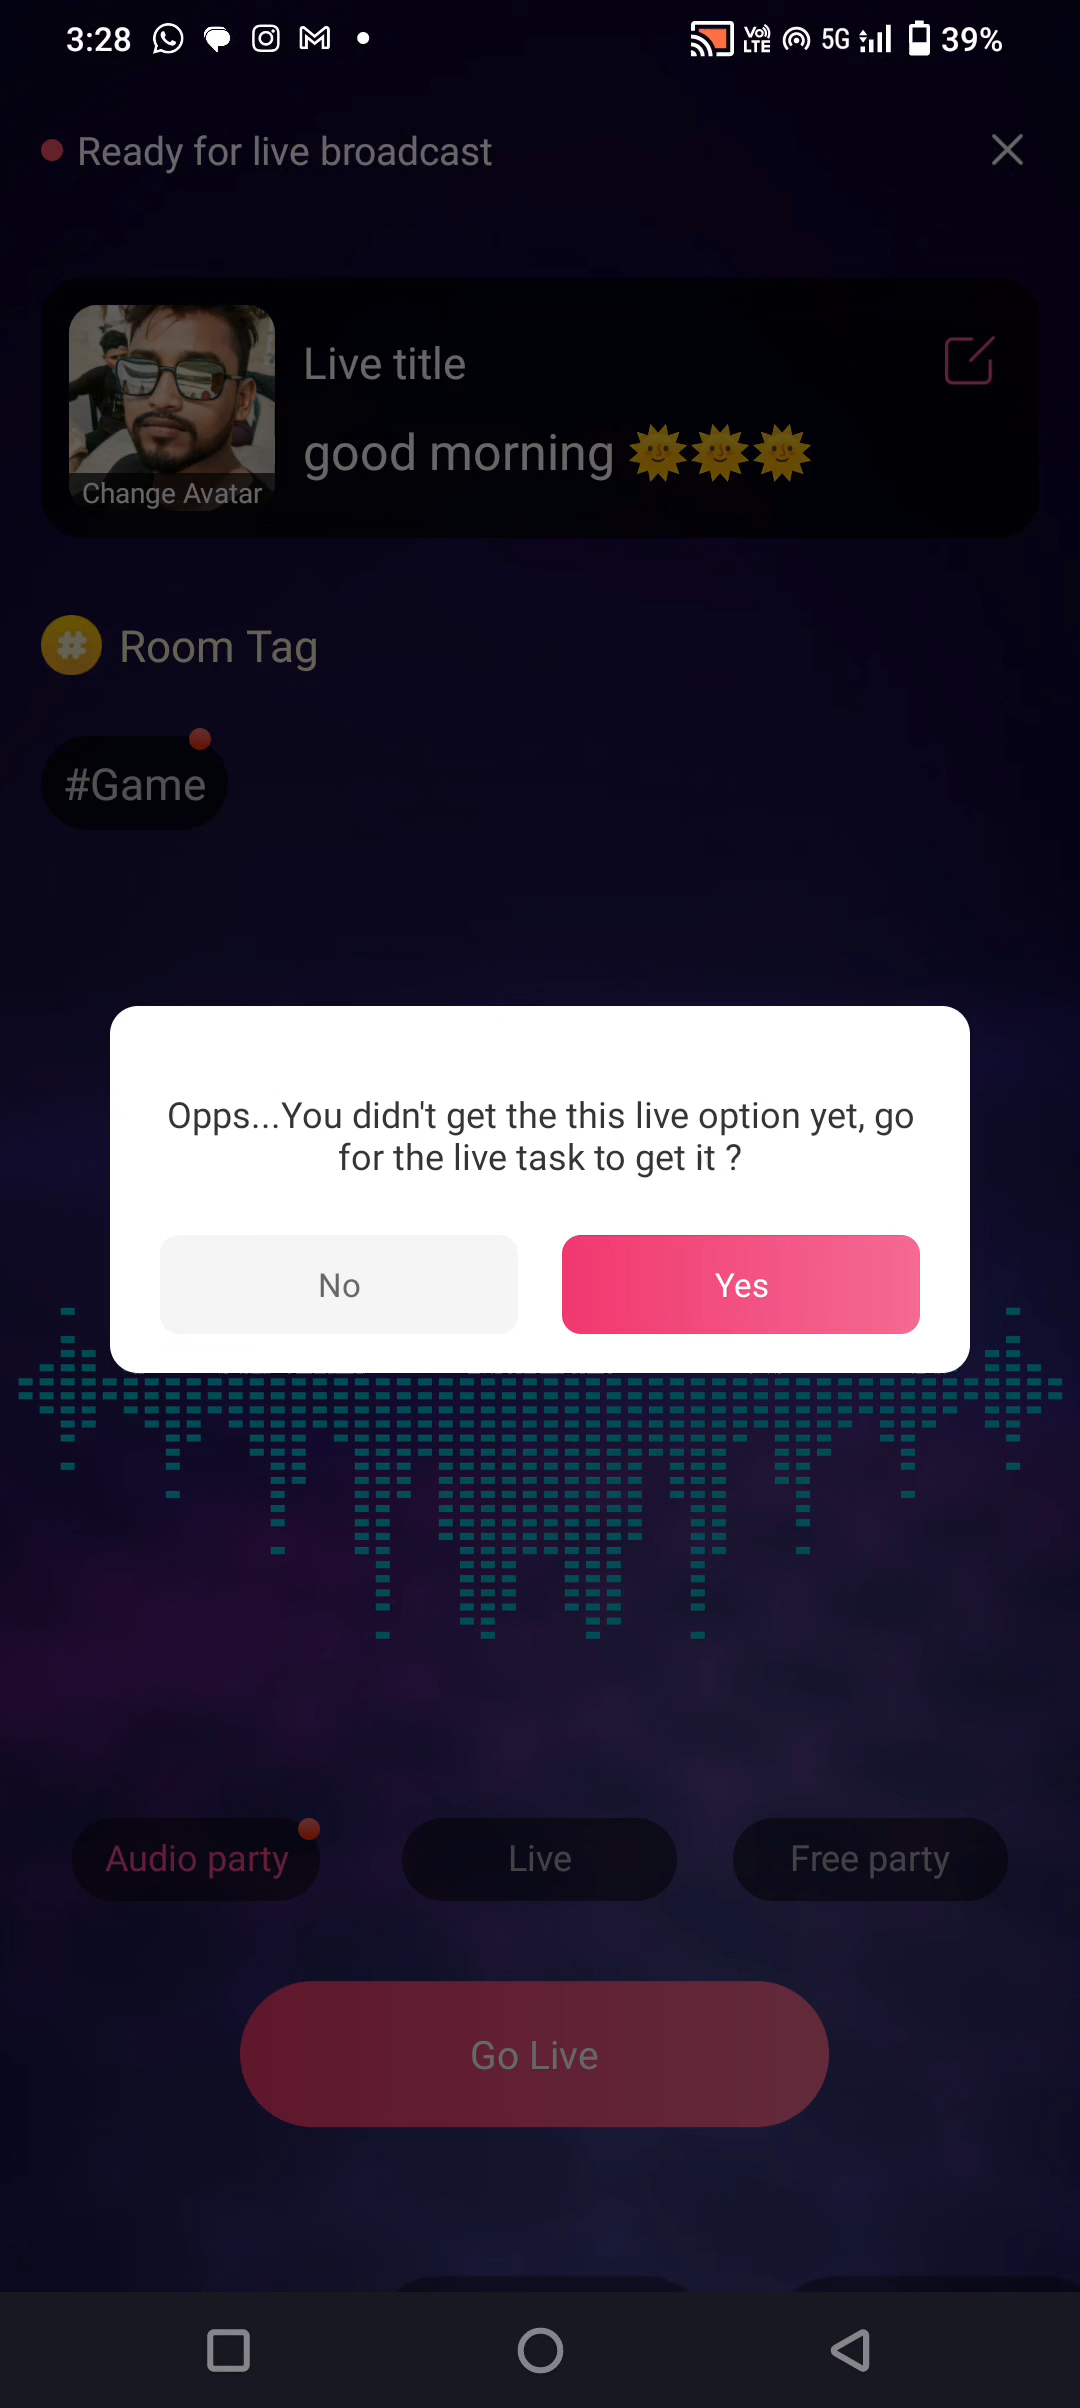 3:28 VoD LTE 5G 39%
Ready for live broadcast
Live title
good morning 🌞🌞🌞
Change Avatar
# Room Tag
#Game
Opps...You didn't get the this live option yet, go
for the live task to get it ?
No Yes
Audio party Live Free party
Go Live